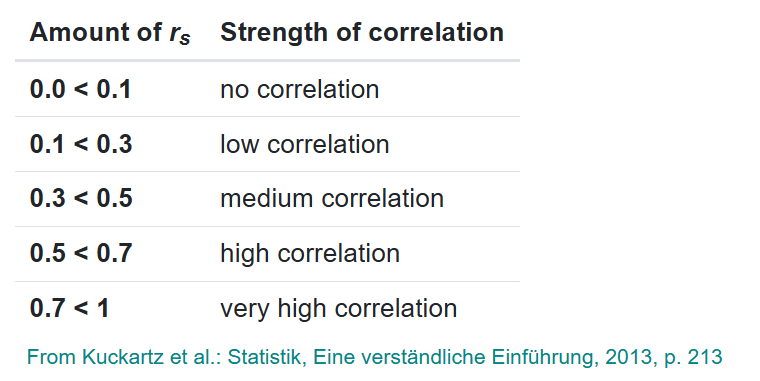 Amount of rs Strength of correlation
0.0 < 0.1 no correlation
0.1 < 0.3 low correlation
0.3 < 0.5 medium correlation
0.5 < 0.7 high correlation
0.7 < 1 very high correlation
From Kuckartz et al.: Statistik, Eine verständliche Einführung, 2013, p. 213